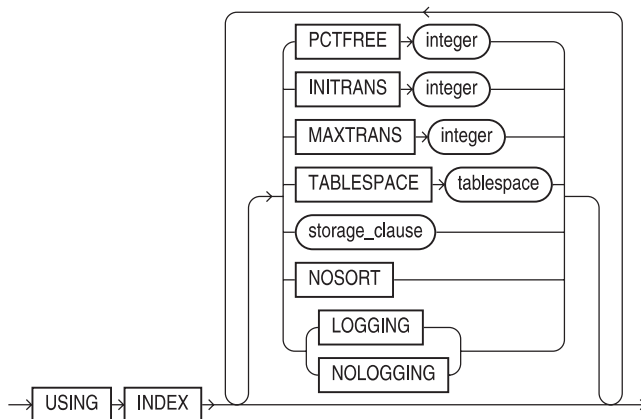 PCTFREE integer
INITRANS integer
MAXTRANS integer
TABLESPACE tablespace
storage_clause
NOSORT
LOGGING
NOLOGGING
USING INDEX